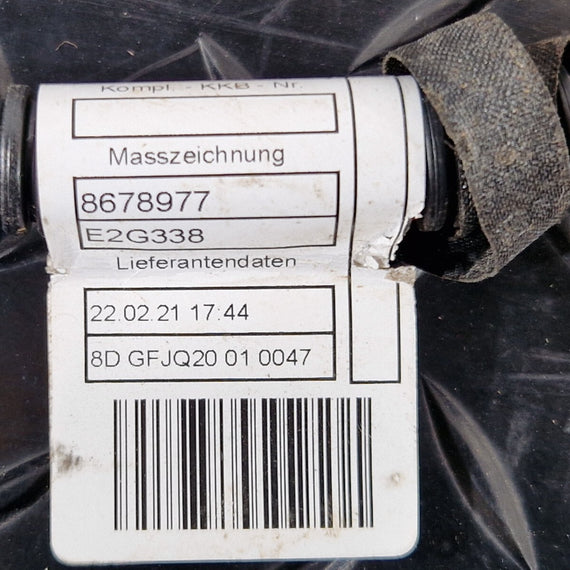 Kompl. - KKB - Nr.
Masszeichnung
8678977
E2G338
Lieferantendaten
22.02.21 17:44
8D GFJQ20 01 0047